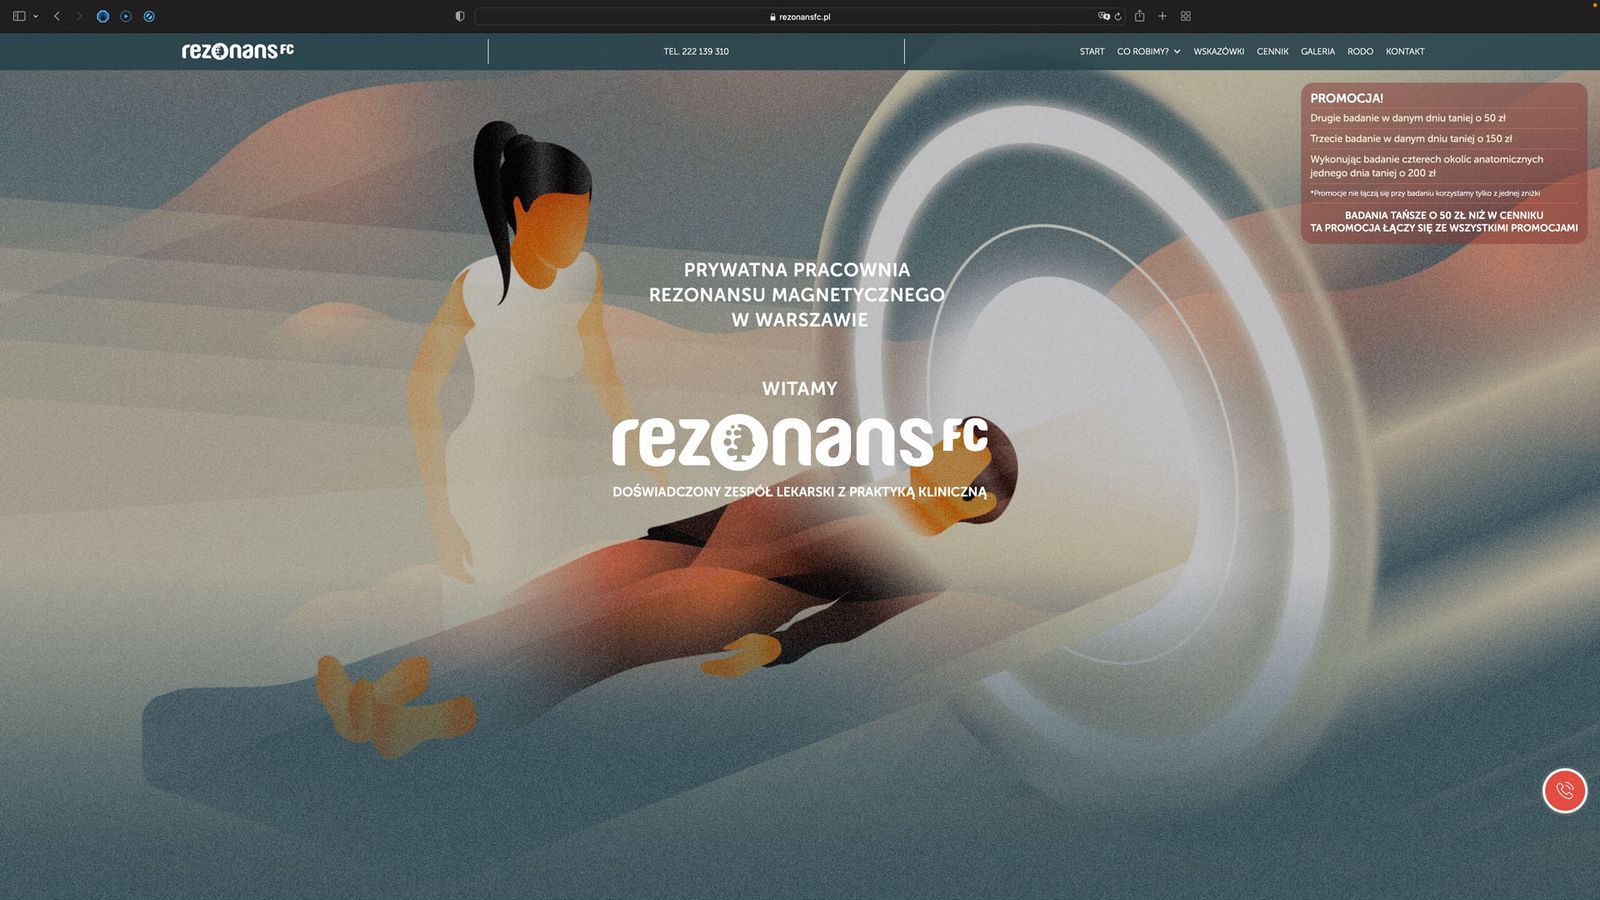 rezonansfc.pl
rezonans FC
TEL. 222 139 310
START CO ROBIMY? WSKAZÓWKI CENNIK GALERIA RODO KONTAKT
PROMOCJA!
Drugie badanie w danym dniu taniej o 50 zł
Trzecie badanie w danym dniu taniej o 150 zł
Wykonując badanie czterech okolic anatomicznych
jednego dnia taniej o 200 zł
*Promocje nie łączą się przy badaniu korzystamy tylko z jednej zniżki
BADANIA TAŃSZE O 50 ZŁ NIŻ W CENNIKU
TA PROMOCJA ŁĄCZY SIĘ ZE WSZYSTKIMI PROMOCJAMI
PRYWATNA PRACOWNIA
REZONANSU MAGNETYCZNEGO
W WARSZAWIE
WITAMY
rezonans FC
DOŚWIADCZONY ZESPÓŁ LEKARSKI Z PRAKTYKĄ KLINICZNĄ